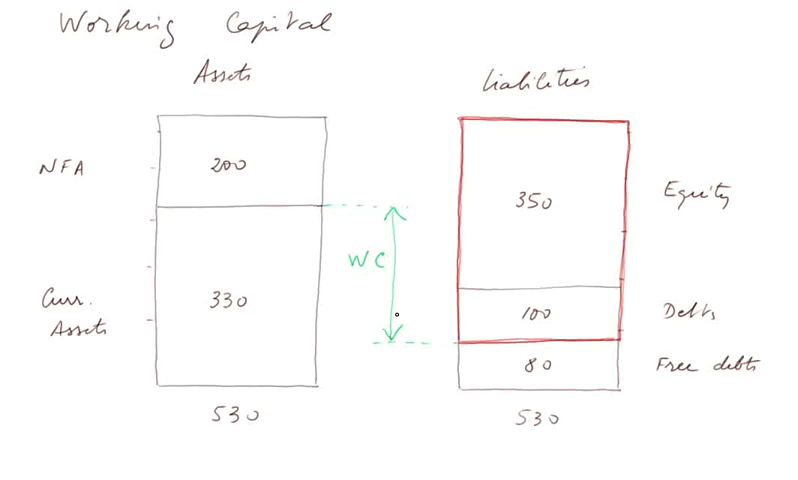 Working Capital
Assets
Liabilities
NFA
200
350
Equity
WC
Curr.
Assets
330
100
Debts
80
Free debts
530
530